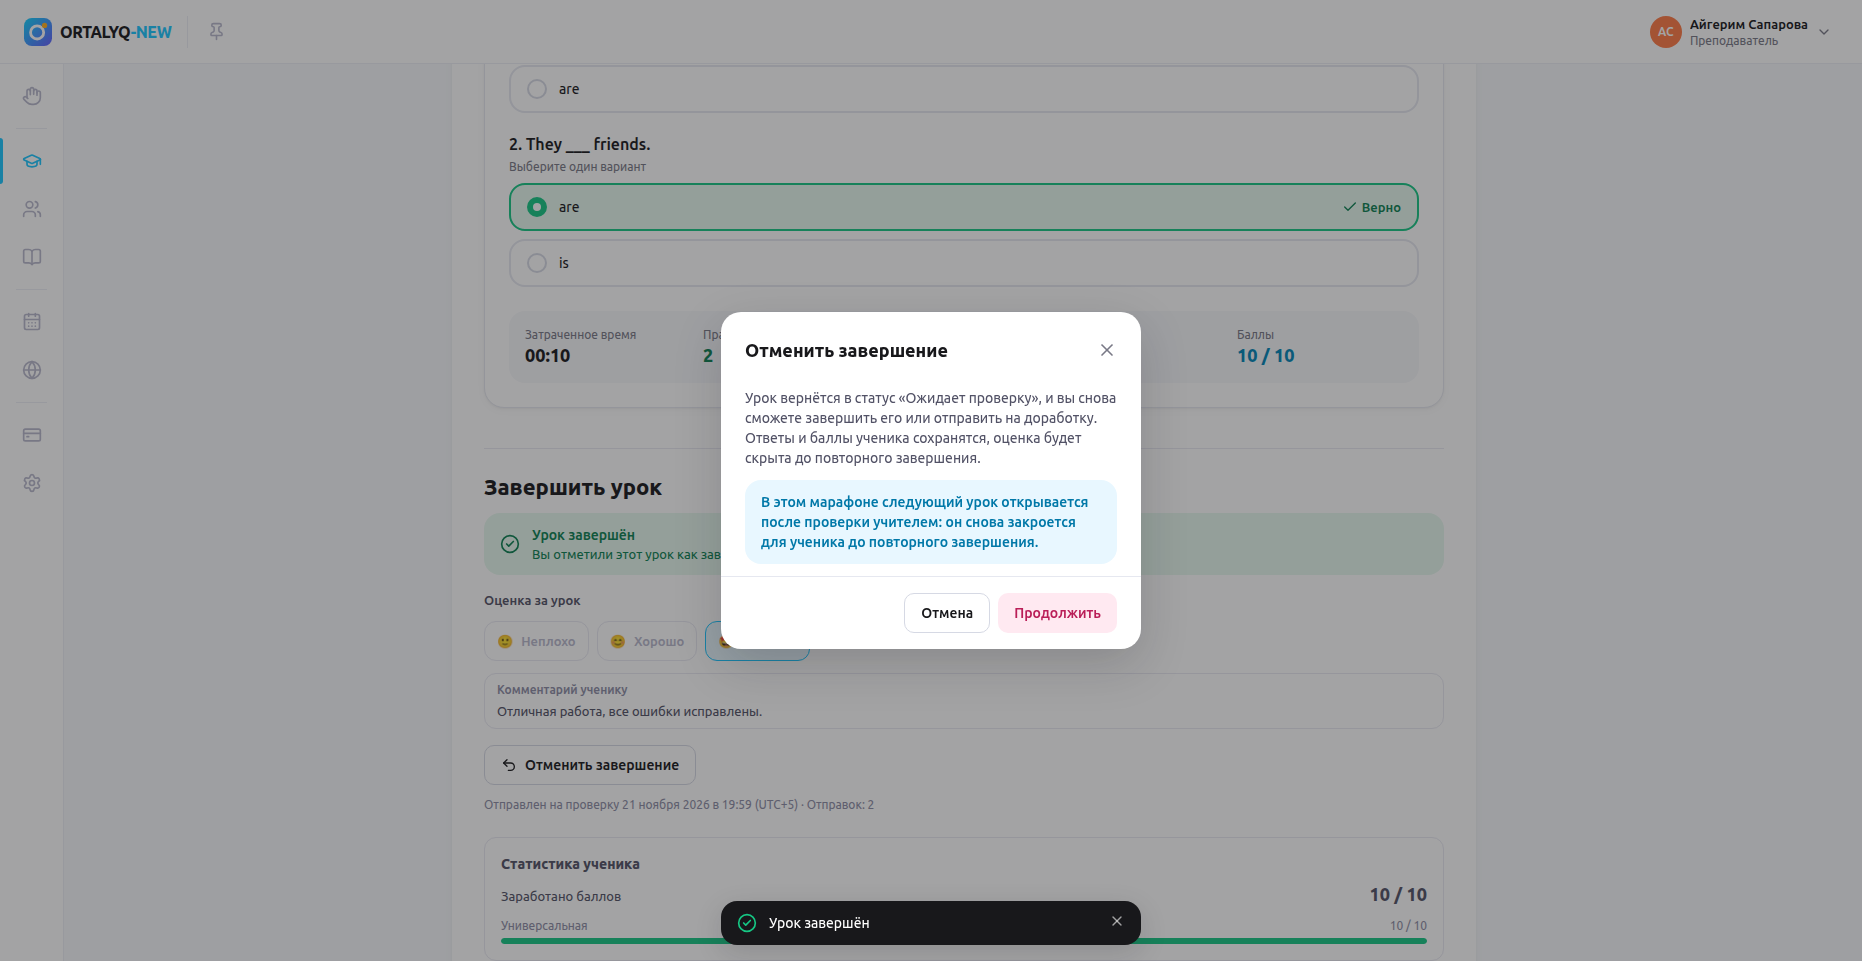 ORTALYQ-NEW
АС
Айгерим Сапарова
Преподаватель
are
2. They ___ friends.
Выберите один вариант
are
Верно
is
Затраченное время
00:10
2
Баллы
10 / 10
Отменить завершение
Урок вернётся в статус «Ожидает проверку», и вы снова
сможете завершить его или отправить на доработку.
Ответы и баллы ученика сохранятся, оценка будет
скрыта до повторного завершения.
В этом марафоне следующий урок открывается
после проверки учителем: он снова закроется
для ученика до повторного завершения.
Отмена
Продолжить
Завершить урок
Урок завершён
Вы отметили этот урок как
Оценка за урок
Неплохо
Хорошо
Комментарий ученику
Отличная работа, все ошибки исправлены.
Отменить завершение
Отправлен на проверку 21 ноября 2026 в 19:59 (UTC+5) · Отправок: 2
Статистика ученика
Заработано баллов
10 / 10
Универсальная
10 / 10
Урок завершён